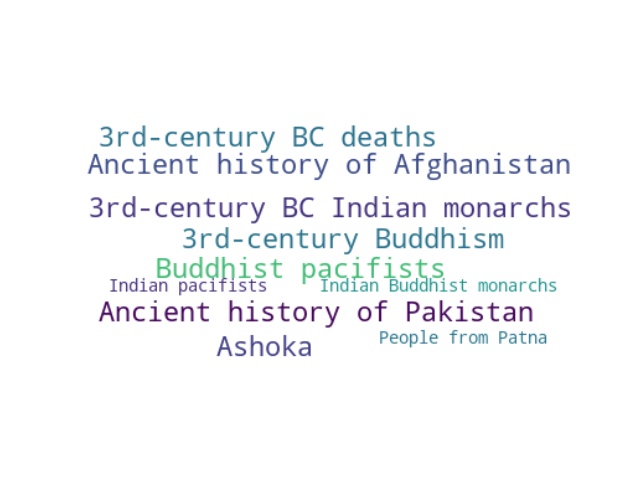 3rd-century BC deaths
Ancient history of Afghanistan
3rd-century BC Indian monarchs
3rd-century Buddhism
Buddhist pacifists
Indian pacifists
Indian Buddhist monarchs
Ancient history of Pakistan
People from Patna
Ashoka